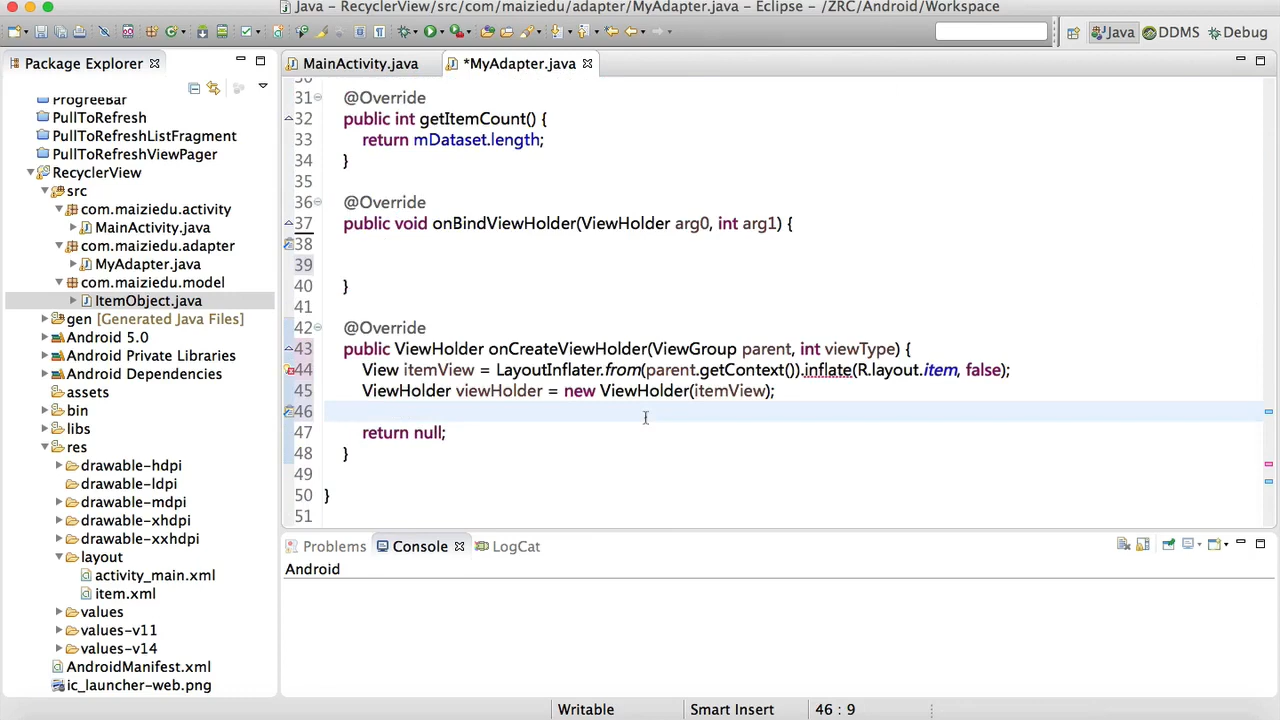 Java – RecyclerView/src/com/maiziedu/adapter/MyAdapter.java – Eclipse – /ZRC/Android/Workspace
Java
DDMS
Debug
Package Explorer
MainActivity.java
*MyAdapter.java
ProgreeBar
PullToRefresh
PullToRefreshListFragment
PullToRefreshViewPager
RecyclerView
src
com.maiziedu.activity
MainActivity.java
com.maiziedu.adapter
MyAdapter.java
com.maiziedu.model
ItemObject.java
gen [Generated Java Files]
Android 5.0
Android Private Libraries
Android Dependencies
assets
bin
libs
res
drawable-hdpi
drawable-ldpi
drawable-mdpi
drawable-xhdpi
drawable-xxhdpi
layout
activity_main.xml
item.xml
values
values-v11
values-v14
AndroidManifest.xml
ic_launcher-web.png
31 @Override
32 public int getItemCount() {
33 return mDataset.length;
34 }
35
36 @Override
37 public void onBindViewHolder(ViewHolder arg0, int arg1) {
38
39
40 }
41
42 @Override
43 public ViewHolder onCreateViewHolder(ViewGroup parent, int viewType) {
44 View itemView = LayoutInflater.from(parent.getContext()).inflate(R.layout.item, false);
45 ViewHolder viewHolder = new ViewHolder(itemView);
46
47 return null;
48 }
49
50 }
51
Problems
Console
LogCat
Android
Writable
Smart Insert
46 : 9